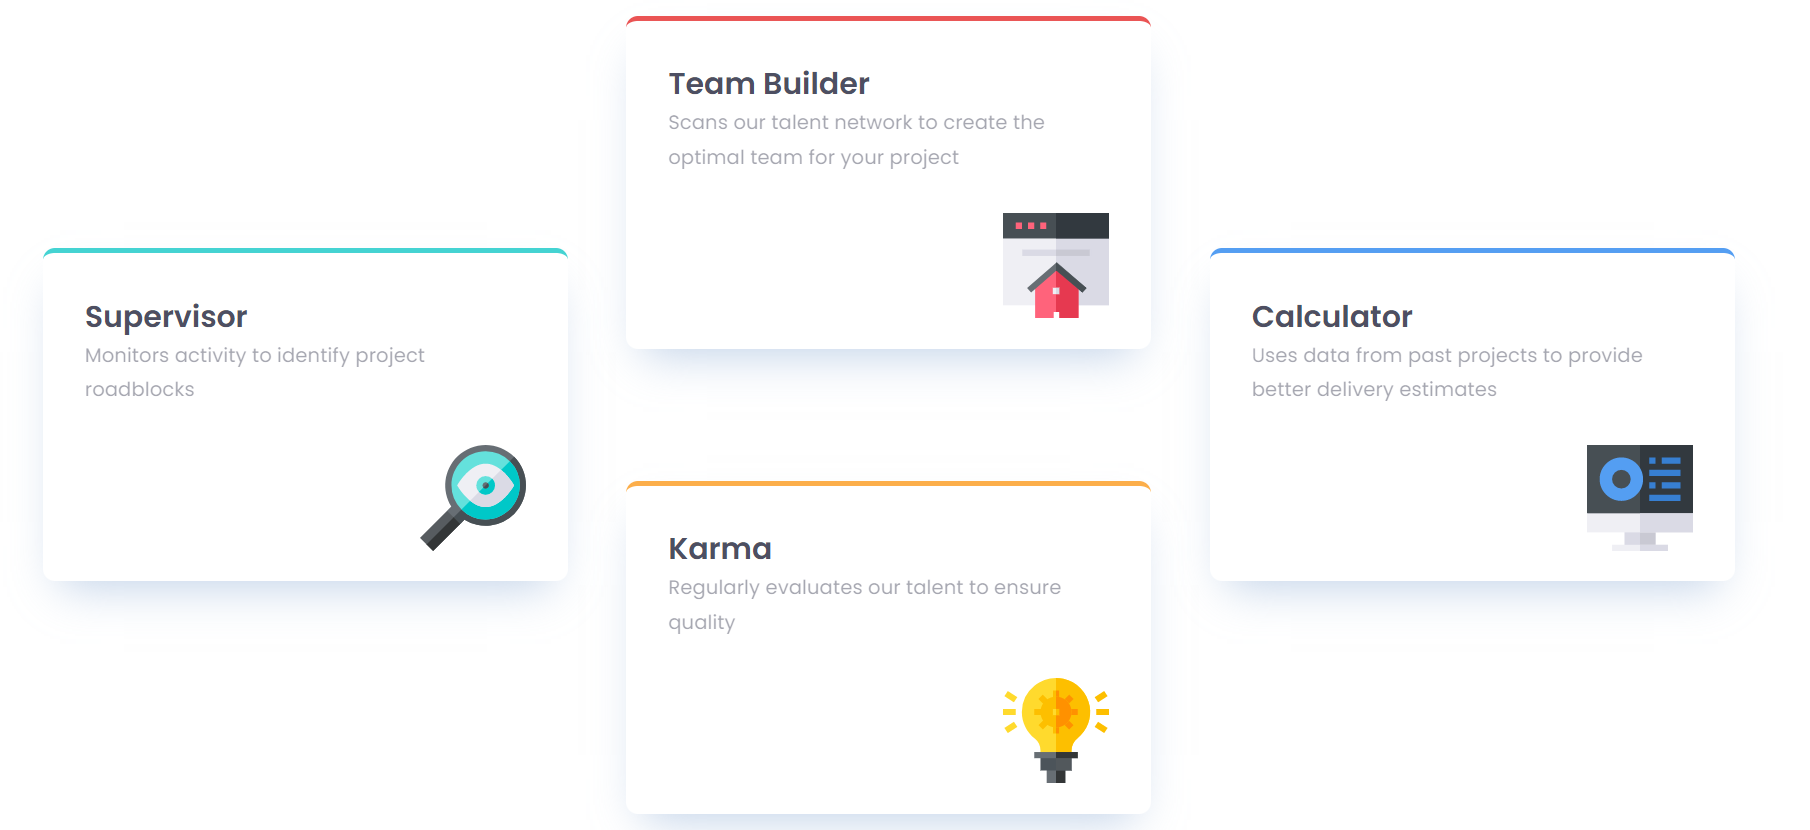 Team Builder
Scans our talent network to create the
optimal team for your project
Supervisor
Monitors activity to identify project
roadblocks
Calculator
Uses data from past projects to provide
better delivery estimates
Karma
Regularly evaluates our talent to ensure
quality